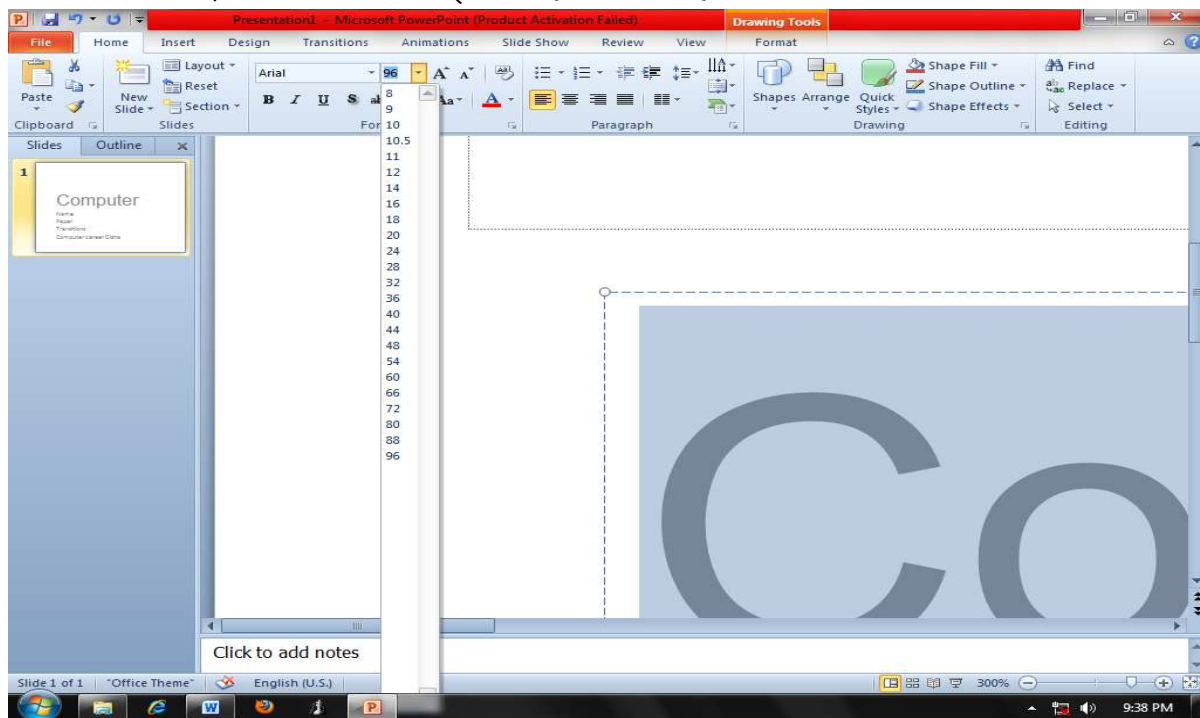 Presentation1 - Microsoft PowerPoint (Product Activation Failed)
Drawing Tools
File Home Insert Design Transitions Animations Slide Show Review View Format
Paste
New Slide
Layout
Reset
Section
Arial 96
B I U S
Aa
A
Shapes Arrange Quick Styles
Shape Fill
Shape Outline
Shape Effects
Find
Replace
Select
Clipboard Slides Paragraph Drawing Editing
Slides Outline
1
Computer
Name
Paper
Transitions
8
9
10
10.5
11
12
14
16
18
20
24
28
32
36
40
44
48
54
60
66
72
80
88
96
Co
Click to add notes
Slide 1 of 1 "Office Theme" English (U.S.) 300%
9:38 PM